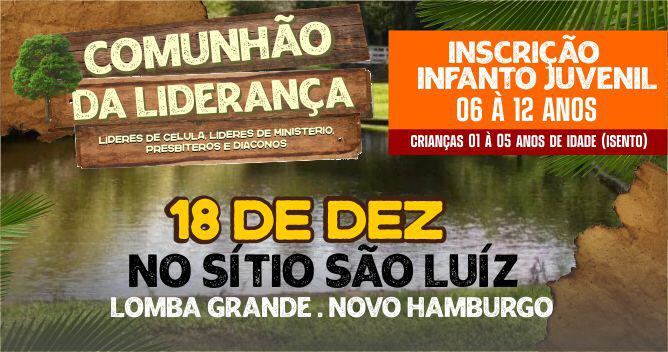 COMUNHÃO
DA LIDERANÇA
LIDERES DE CELULA, LIDERES DE MINISTERIO,
PRESBITEROS E DIACONOS
INSCRIÇÃO
INFANTO JUVENIL
06 À 12 ANOS
CRIANÇAS 01 À 05 ANOS DE IDADE (ISENTO)
18 DE DEZ
NO SÍTIO SÃO LUÍZ
LOMBA GRANDE . NOVO HAMBURGO